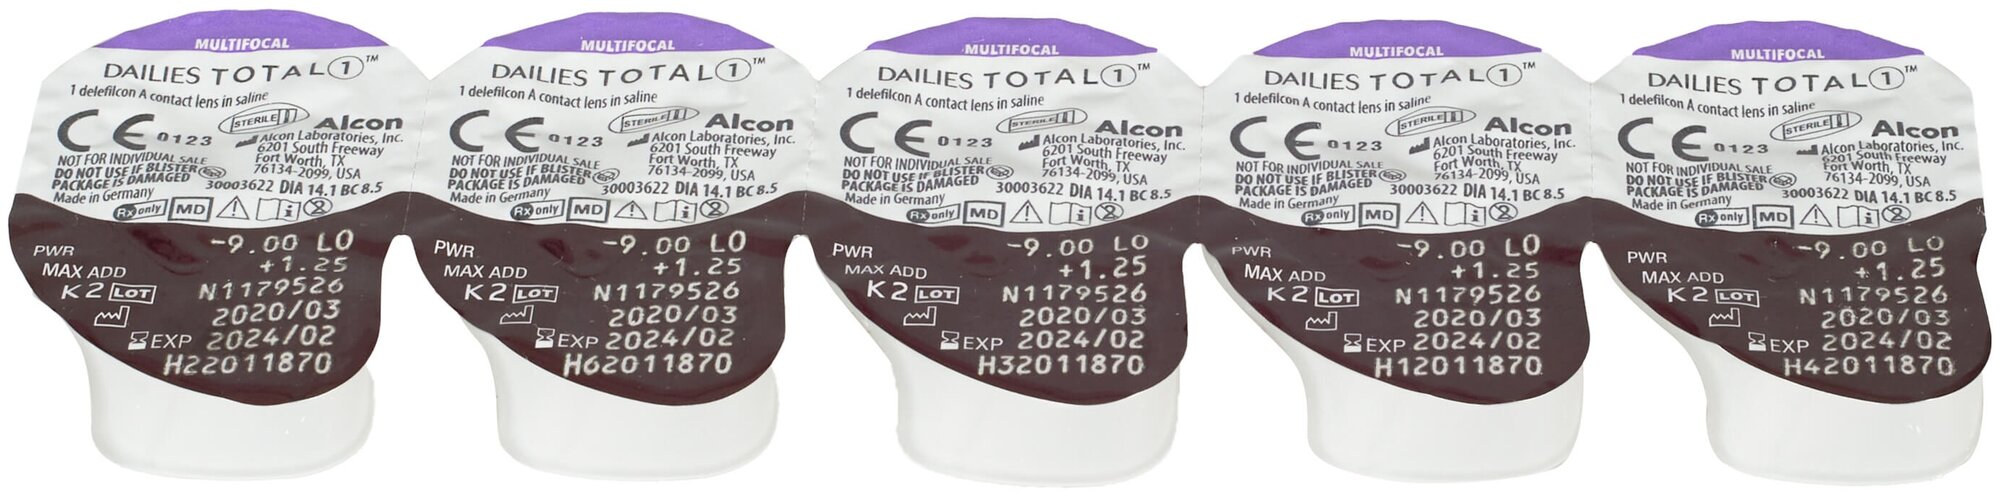 MULTIFOCAL
DAILIES TOTAL 1™
1 delefilcon A contact lens in saline
CE 0123 STERILE Alcon
Alcon Laboratories, Inc.
6201 South Freeway
Fort Worth, TX
76134-2099, USA
NOT FOR INDIVIDUAL SALE
DO NOT USE IF BLISTER
PACKAGE IS DAMAGED
30003622 DIA 14.1 BC 8.5
Made in Germany
Rx only MD
PWR -9.00 LO
MAX ADD +1.25
K2 LOT N1179526
2020/03
EXP 2024/02
H22011870
MULTIFOCAL
DAILIES TOTAL 1™
1 delefilcon A contact lens in saline
CE 0123 STERILE Alcon
Alcon Laboratories, Inc.
6201 South Freeway
Fort Worth, TX
76134-2099, USA
NOT FOR INDIVIDUAL SALE
DO NOT USE IF BLISTER
PACKAGE IS DAMAGED
30003622 DIA 14.1 BC 8.5
Made in Germany
Rx only MD
PWR -9.00 LO
MAX ADD +1.25
K2 LOT N1179526
2020/03
EXP 2024/02
H62011870
MULTIFOCAL
DAILIES TOTAL 1™
1 delefilcon A contact lens in saline
CE 0123 STERILE Alcon
Alcon Laboratories, Inc.
6201 South Freeway
Fort Worth, TX
76134-2099, USA
NOT FOR INDIVIDUAL SALE
DO NOT USE IF BLISTER
PACKAGE IS DAMAGED
30003622 DIA 14.1 BC 8.5
Made in Germany
Rx only MD
PWR -9.00 LO
MAX ADD +1.25
K2 LOT N1179526
2020/03
EXP 2024/02
H32011870
MULTIFOCAL
DAILIES TOTAL 1™
1 delefilcon A contact lens in saline
CE 0123 STERILE Alcon
Alcon Laboratories, Inc.
6201 South Freeway
Fort Worth, TX
76134-2099, USA
NOT FOR INDIVIDUAL SALE
DO NOT USE IF BLISTER
PACKAGE IS DAMAGED
30003622 DIA 14.1 BC 8.5
Made in Germany
Rx only MD
PWR -9.00 LO
MAX ADD +1.25
K2 LOT N1179526
2020/03
EXP 2024/02
H12011870
MULTIFOCAL
DAILIES TOTAL 1™
1 delefilcon A contact lens in saline
CE 0123 STERILE Alcon
Alcon Laboratories, Inc.
6201 South Freeway
Fort Worth, TX
76134-2099, USA
NOT FOR INDIVIDUAL SALE
DO NOT USE IF BLISTER
PACKAGE IS DAMAGED
30003622 DIA 14.1 BC 8.5
Made in Germany
Rx only MD
PWR -9.00 LO
MAX ADD +1.25
K2 LOT N1179526
2020/03
EXP 2024/02
H42011870